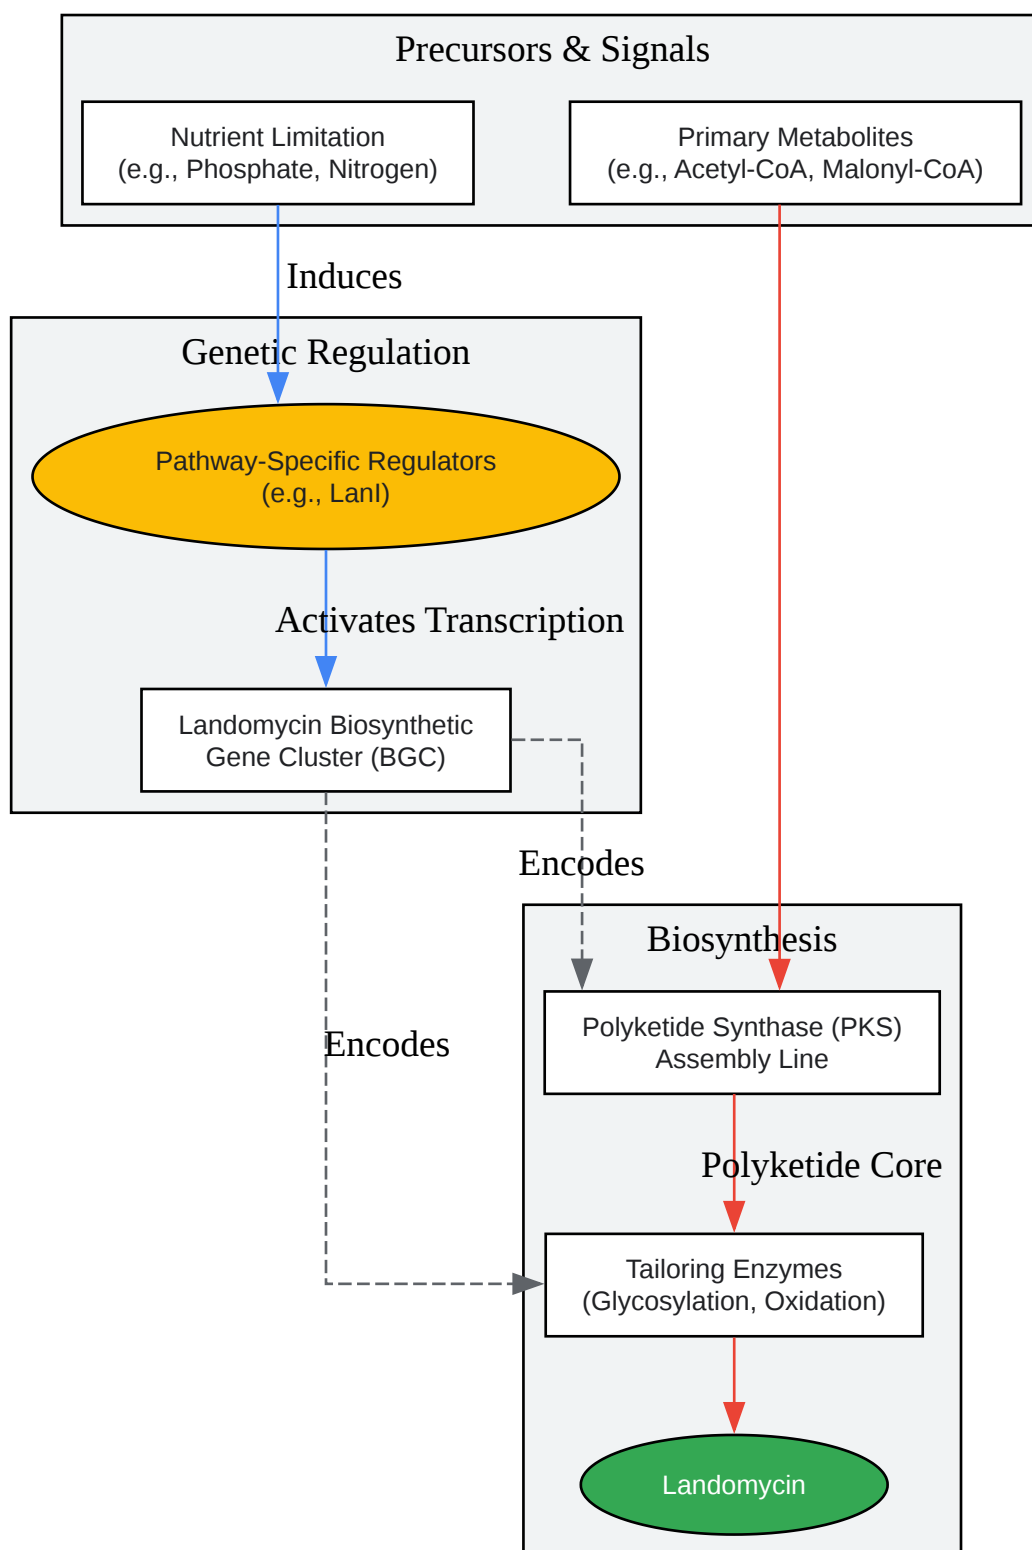 Precursors & Signals
Nutrient Limitation
(e.g., Phosphate, Nitrogen)
Primary Metabolites
(e.g., Acetyl-CoA, Malonyl-CoA)
Induces
Genetic Regulation
Pathway-Specific Regulators
(e.g., LanI)
Activates Transcription
Landomycin Biosynthetic
Gene Cluster (BGC)
Encodes
Biosynthesis
Polyketide Synthase (PKS)
Assembly Line
Encodes
Polyketide Core
Tailoring Enzymes
(Glycosylation, Oxidation)
Landomycin